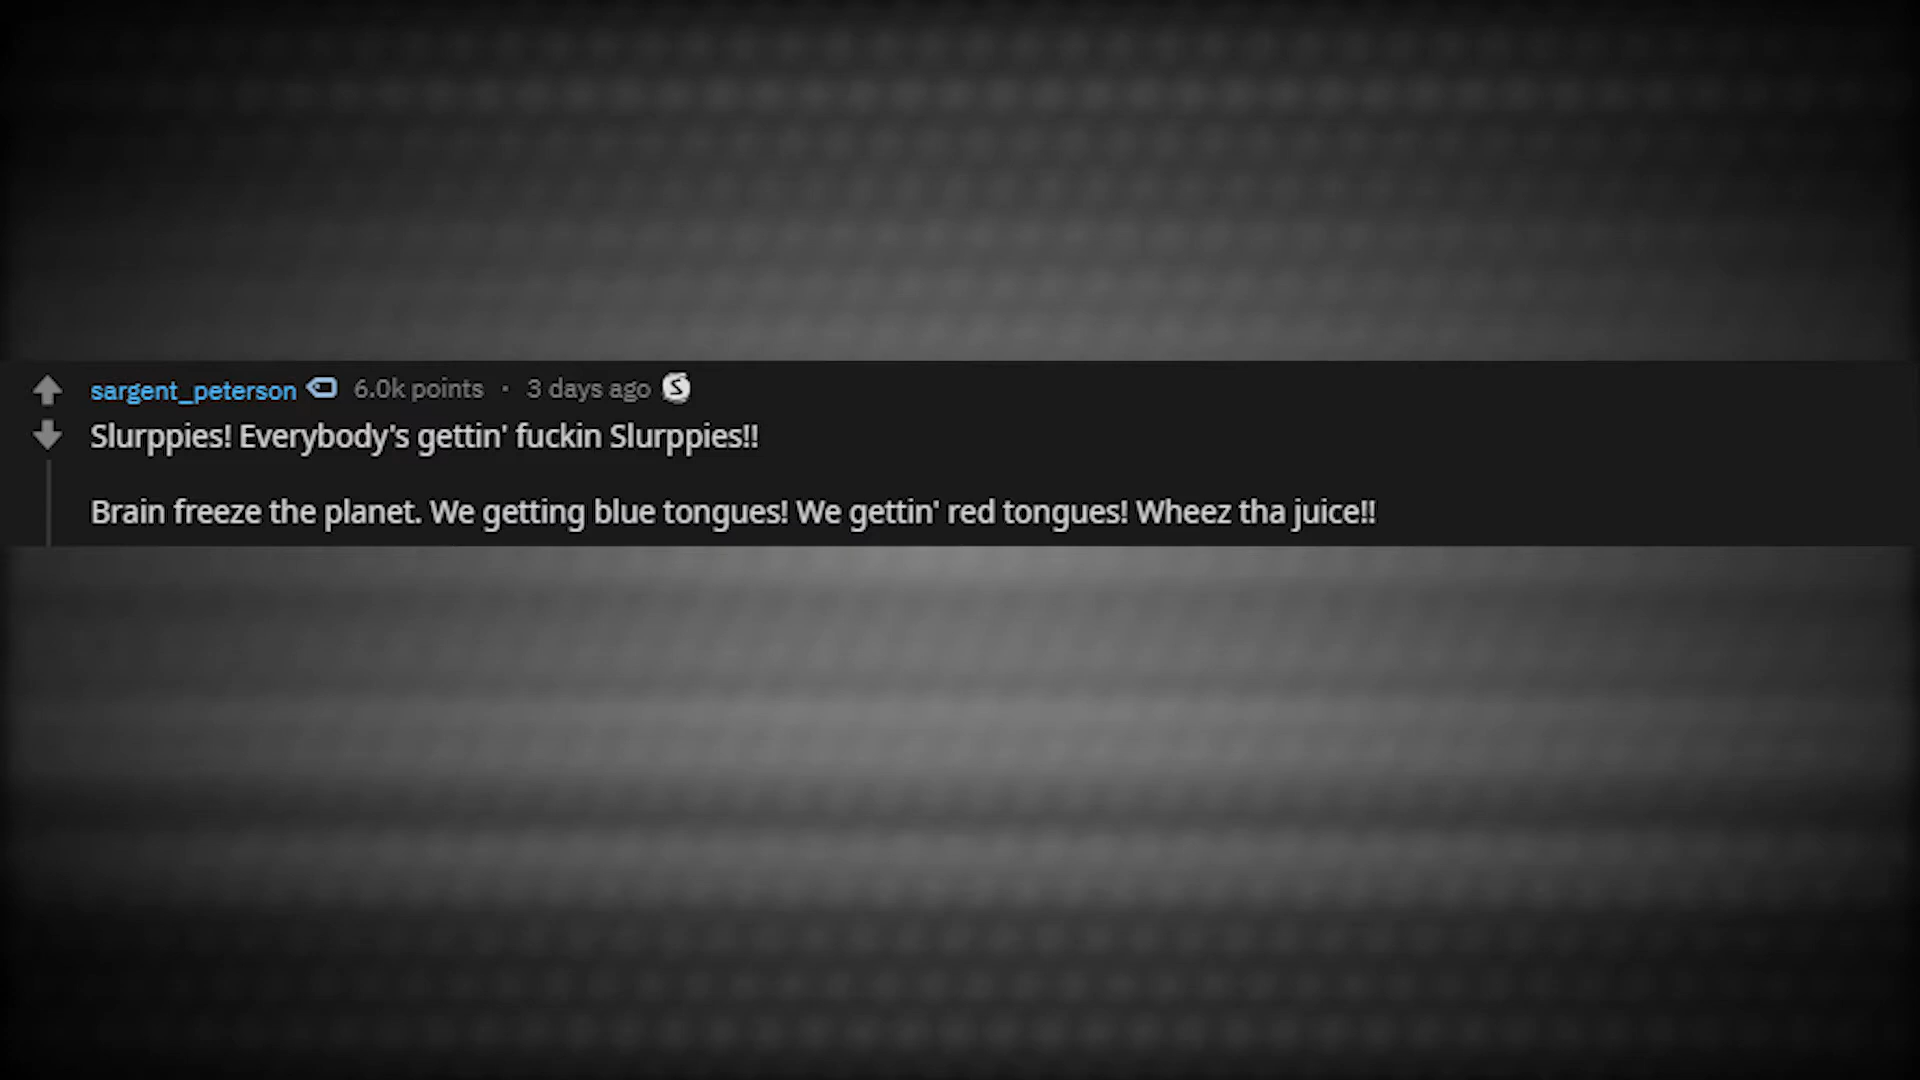 sargent_peterson 6.0k points · 3 days ago S
Slurppies! Everybody's gettin' fuckin Slurppies!!
Brain freeze the planet. We getting blue tongues! We gettin' red tongues! Wheez tha juice!!